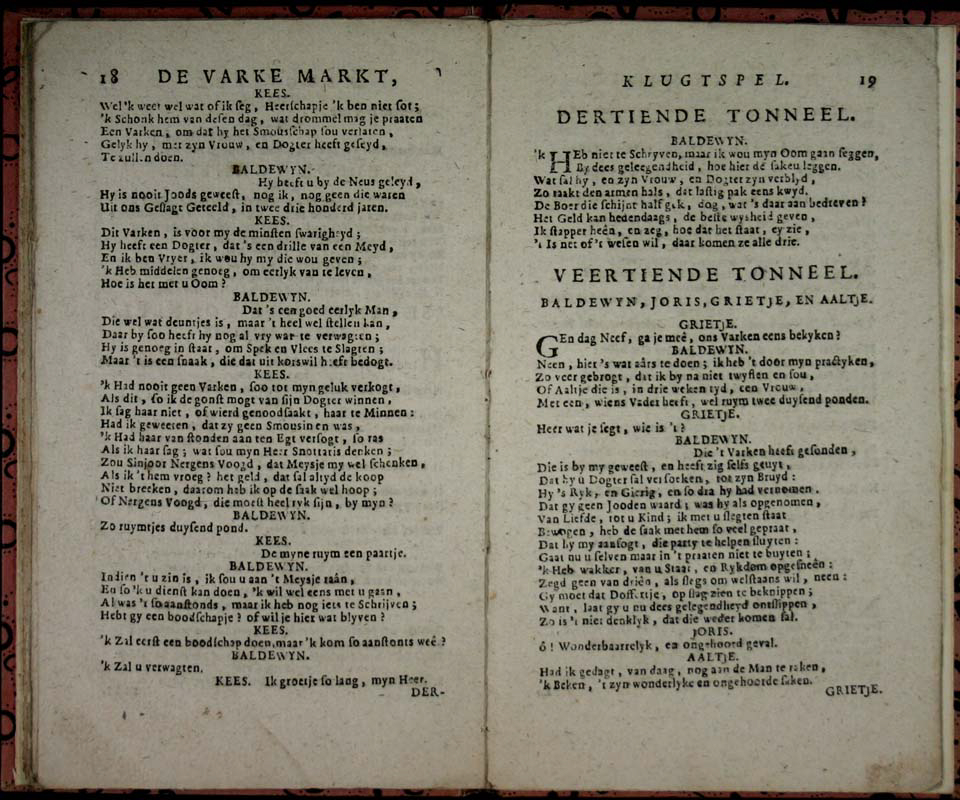 18 DE VARKE MARKT,
KEES.
Wel 'k weet wel wat of ik seg, Heerschapje 'k ben niet sot;
'k Schonk hem van desen dag, wat drommel mag je praaten
Een Varken, om dat hy het Smousschap sou verlaten,
Gelyk hy, met zyn Vrouw, en Dogter heeft geseyd,
Te zullen doen.
BALDEWYN.
Hy heeft u by de Neus geleyd,
Hy is nooit Joods geweest, nog ik, nog geen die waren
Uit ons Geslagt Geteeld, in twee drie honderd jaren.
KEES.
Dit Varken, is voor my de minsten swarigheyd;
Hy heeft een Dogter, dat 's een drille van een Meyd,
En ik ben Vryer, ik wou hy my die wou geven;
'k Heb middelen genoeg, om eerlyk van te leven,
Hoe is het met u Oom?
BALDEWYN.
Dat 's een goed eerlyk Man,
Die wel wat deuntjes is, maar 't heel wel stellen kan,
Daar by soo heeft hy nog al vry wat te verwagten;
Hy is genoeg in staat, om Spek en Vlees te Slagten;
Maar 't is een snaak, die dat uit korswil heeft bedogt.
KEES.
'k Had nooit geen Varken, soo tot myn geluk verkogt,
Als dit, so ik de gonst mogt van sijn Dogter winnen,
Ik sag haar niet, of wierd genoodsaakt, haar te Minnen:
Had ik geweeten, dat zy geen Smousin en was,
'k Had haar van stonden aan ten Egt versogt, so ras
Als ik haar sag; wat sou myn Heer Snottaris denken;
Zou Sinjoor Nergens Voogd, dat Meysje my wel schenken,
Als ik 't hem vroeg? het geld, dat sal altyd de koop
Niet breeken, daarom heb ik op de saak wel hoop;
Of Nergens Voogd, die moest heel ryk sijn, by myn?
BALDEWYN.
Zo ruymtjes duysend pond.
KEES.
De myne ruym een paartje.
BALDEWYN.
Indien 't u zin is, ik sou u aan 't Meysje raân,
En so 'k u dienst kan doen, 'k wil wel eens met u gaan,
Al was 't so aanstonds, maar ik heb nog iets te Schrijven;
Hebt gy een boodschapje? of wil je hier wat blyven?
KEES.
'k Zal eerst een boodschap doen, maar 'k kom so aanstonts weê?
BALDEWYN.
'k Zal u verwagten.
KEES. Ik groetje so lang, myn Heer.
DER-
KLUGTSPEL. 19
DERTIENDE TONNEEL.
BALDEWYN.
'k HEb niet te Schryven, maar ik wou myn Oom gaan seggen,
By dees geleegendheid, hoe hier de saken leggen.
Wat sal hy, en zyn Vrouw, en Dogter zyn verblyd,
Zo raakt den armen hals, dat lastig pak eens kwyd.
De Boer die schijnt half gek, dog, wat 's daar aan bedreven?
Het Geld kan hedendaags, de beste wysheid geven,
Ik stapper heên, en zeg, hoe dat het staat, ey zie,
't Is net of 't wesen wil, daar komen ze alle drie.
VEERTIENDE TONNEEL.
BALDEWYN, JORIS, GRIETJE, EN AALTJE.
GRIETJE.
GEn dag Neef, ga je meê, ons Varken eens bekyken?
BALDEWYN.
Neen, hier 's wat aârs te doen; ik heb 't door myn practyken,
Zo veer gebrogt, dat ik by na niet twyflen en sou,
Of Aaltje die is, in drie weken tyd, een Vrouw,
Met een, wiens Vader heeft, wel ruym twee duysend ponden.
GRIETJE.
Heer wat je segt, wie is 't?
BALDEWYN.
Die 't Varken heeft gesonden,
Die is by my geweest, en heeft zig selfs geuyt,
Dat hy u Dogter sal versoeken, tot zyn Bruyd:
Hy 's Ryk, en Gierig, en so dra hy had vernomen,
Dat gy geen Jooden waard; was hy als opgenomen,
Van Liefde, tot u Kind; ik met u slegten staat
Bewogen, heb de saak met hem so veel gepraat,
Dat hy my aansogt, die party te helpen sluyten:
Gaat nu u selven maar in 't praaten niet te buyten;
'k Heb wakker, van u Staat, en Rykdom opgesneên:
Zegd geen van driên, als slegs om welstaans wil, neen:
Gy moet dat Doffertje, op slag zien te beknippen;
Want, laat gy u nu dees gelegendheyd ontslippen,
Zo is 't niet denklyk, dat die weder komen sal.
JORIS.
ô! Wonderbaarrelyk, en ongehoord geval.
AALTJE.
Had ik gedagt, van daag, nog aan de Man te raken,
'k Beken, 't zyn wonderlyke en ongehoorde saken.
GRIETJE.